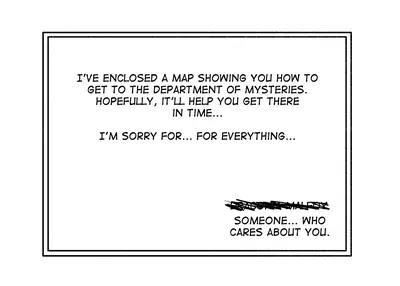 I'VE ENCLOSED A MAP SHOWING YOU HOW TO
GET TO THE DEPARTMENT OF MYSTERIES.
HOPEFULLY, IT'LL HELP YOU GET THERE
IN TIME...
I'M SORRY FOR... FOR EVERYTHING...
SOMEONE... WHO
CARES ABOUT YOU.